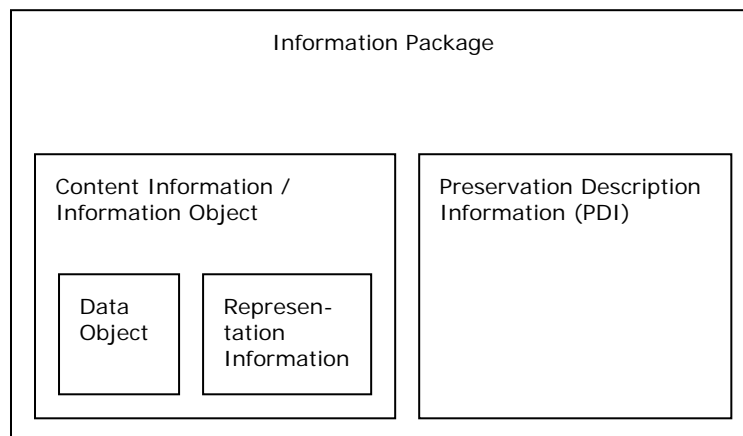 Information Package
Content Information /
Information Object
Preservation Description
Information (PDI)
Data
Object
Represen-
tation
Information